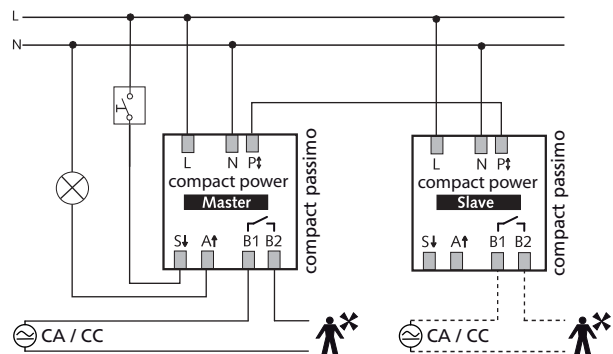 L
N
L N P↕
compact power
Master
S↓ A↑ B1 B2
compact passimo
CA / CC
L N P↕
compact power
Slave
S↓ A↑ B1 B2
compact passimo
CA / CC